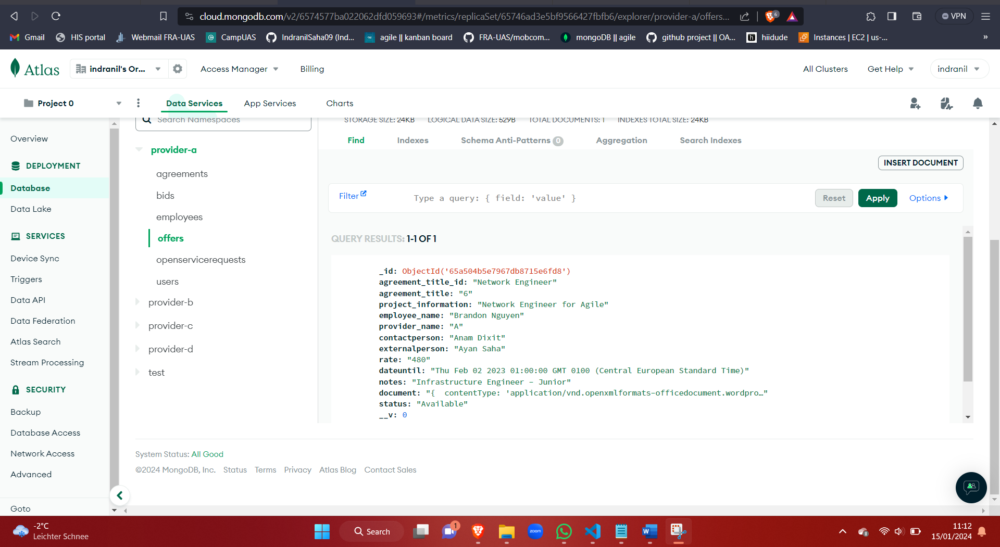 cloud.mongodb.com/v2/6574577ba022062dfd059693#/metrics/replicaSet/65746ad3e5bf9566427fbfb6/explorer/provider-a/offers...
6
VPN
Gmail
HIS portal
Webmail FRA-UAS
CampUAS
IndranilSaha09 (Ind...
agile || kanban board
FRA-UAS/mobcom...
mongoDB || agile
github project || OA...
hiidude
Instances | EC2 | us-...
»
Atlas
indranil's Or...
Access Manager
Billing
All Clusters
Get Help
indranil
Project 0
Data Services
App Services
Charts
Overview
DEPLOYMENT
Database
Data Lake
SERVICES
Device Sync
Triggers
Data API
Data Federation
Atlas Search
Stream Processing
SECURITY
Backup
Database Access
Network Access
Advanced
Goto
Search Namespaces
provider-a
agreements
bids
employees
offers
openservicerequests
users
provider-b
provider-c
provider-d
test
STORAGE SIZE: 24KB LOGICAL DATA SIZE: 529B TOTAL DOCUMENTS: 1 INDEXES TOTAL SIZE: 24KB
Find
Indexes
Schema Anti-Patterns 0
Aggregation
Search Indexes
INSERT DOCUMENT
Filter
Type a query: { field: 'value' }
Reset
Apply
Options
QUERY RESULTS: 1-1 OF 1
_id: ObjectId('65a504b5e7967db8715e6fd8')
agreement_title_id: "Network Engineer"
agreement_title: "6"
project_information: "Network Engineer for Agile"
employee_name: "Brandon Nguyen"
provider_name: "A"
contactperson: "Anam Dixit"
externalperson: "Ayan Saha"
rate: "480"
dateuntil: "Thu Feb 02 2023 01:00:00 GMT 0100 (Central European Standard Time)"
notes: "Infrastructure Engineer – Junior"
document: "{  contentType: 'application/vnd.openxmlformats-officedocument.wordpro…"
status: "Available"
__v: 0
System Status: All Good
©2024 MongoDB, Inc. Status Terms Privacy Atlas Blog Contact Sales
-2°C
Leichter Schnee
Search
1
zoom
W
11:12
15/01/2024